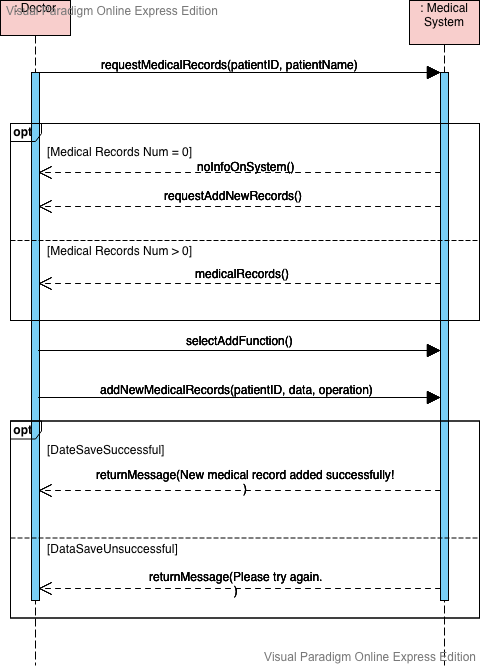 : Doctor
Visual Paradigm Online Express Edition
: Medical
System
requestMedicalRecords(patientID, patientName)
opt
[Medical Records Num = 0]
noInfoOnSystem()
requestAddNewRecords()
[Medical Records Num > 0]
medicalRecords()
selectAddFunction()
addNewMedicalRecords(patientID, data, operation)
opt
[DateSaveSuccessful]
returnMessage(New medical record added successfully!
)
[DataSaveUnsuccessful]
returnMessage(Please try again.
)
Visual Paradigm Online Express Edition